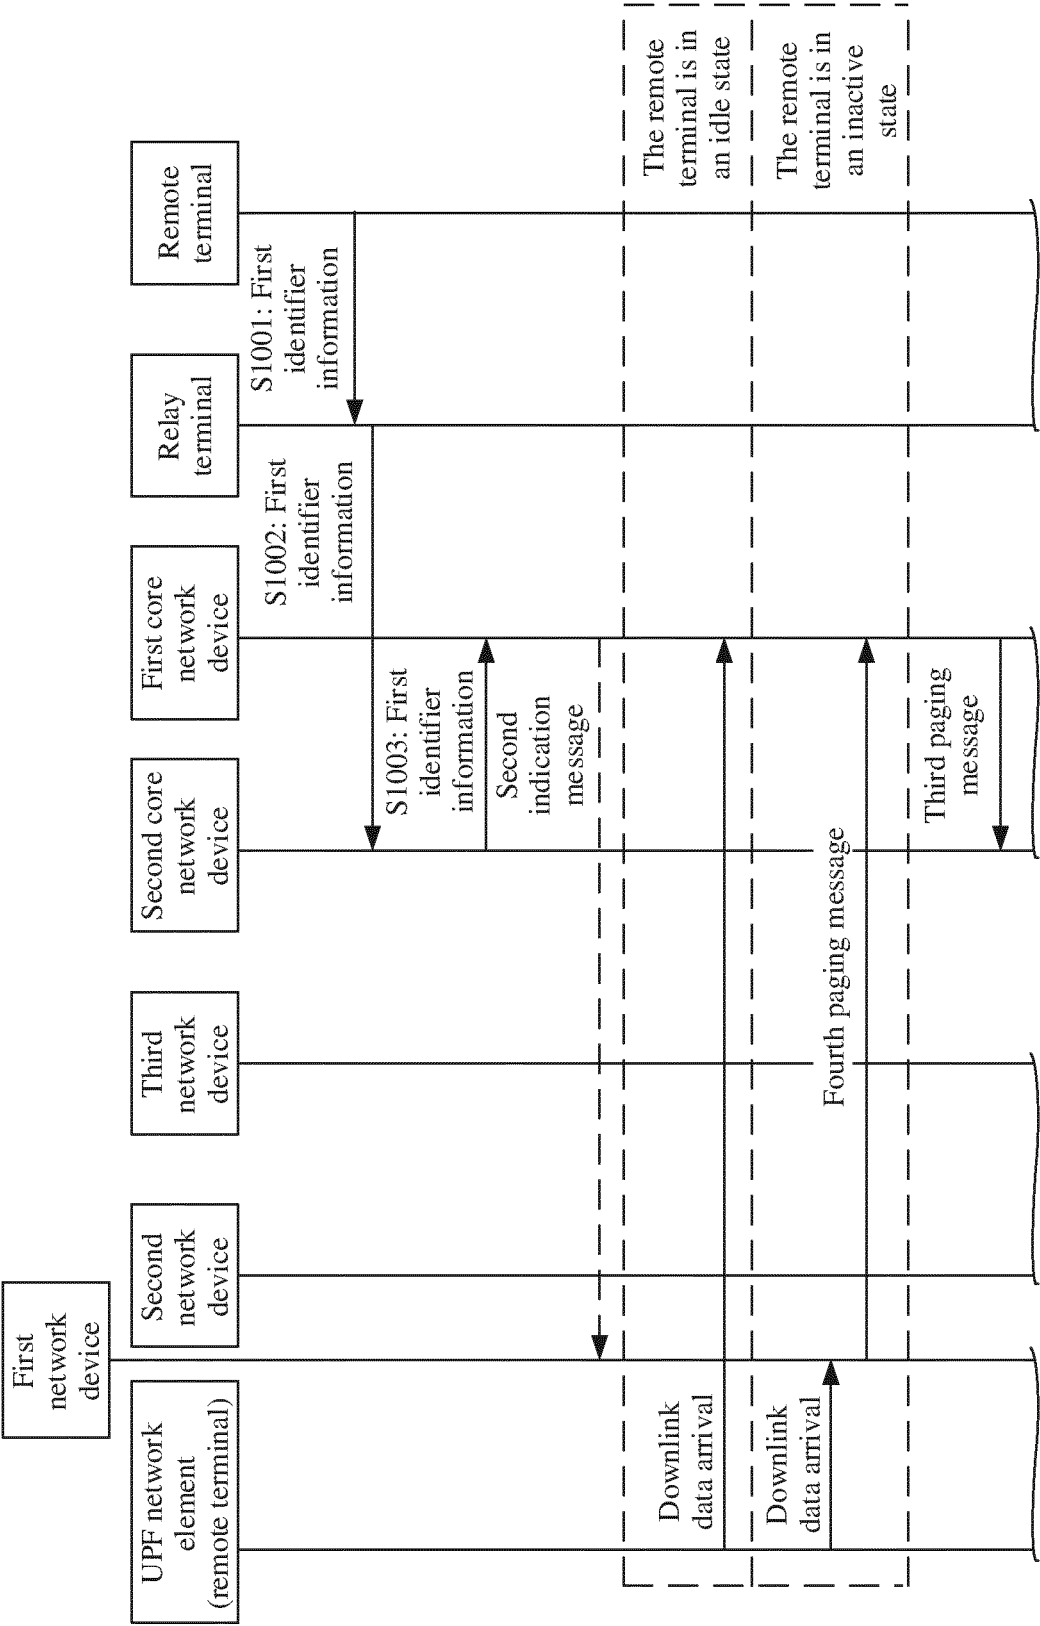 First
network
device
UPF network
element
(remote terminal)
Second
network
device
Third
network
device
Second core
network
device
First core
network
device
Relay
terminal
Remote
terminal
S1001: First
identifier
information
S1002: First
identifier
information
S1003: First
identifier
information
Second
indication
message
Downlink
data arrival
The remote
terminal is in
an idle state
Downlink
data arrival
Fourth paging message
The remote
terminal is in
an inactive
state
Third paging
message